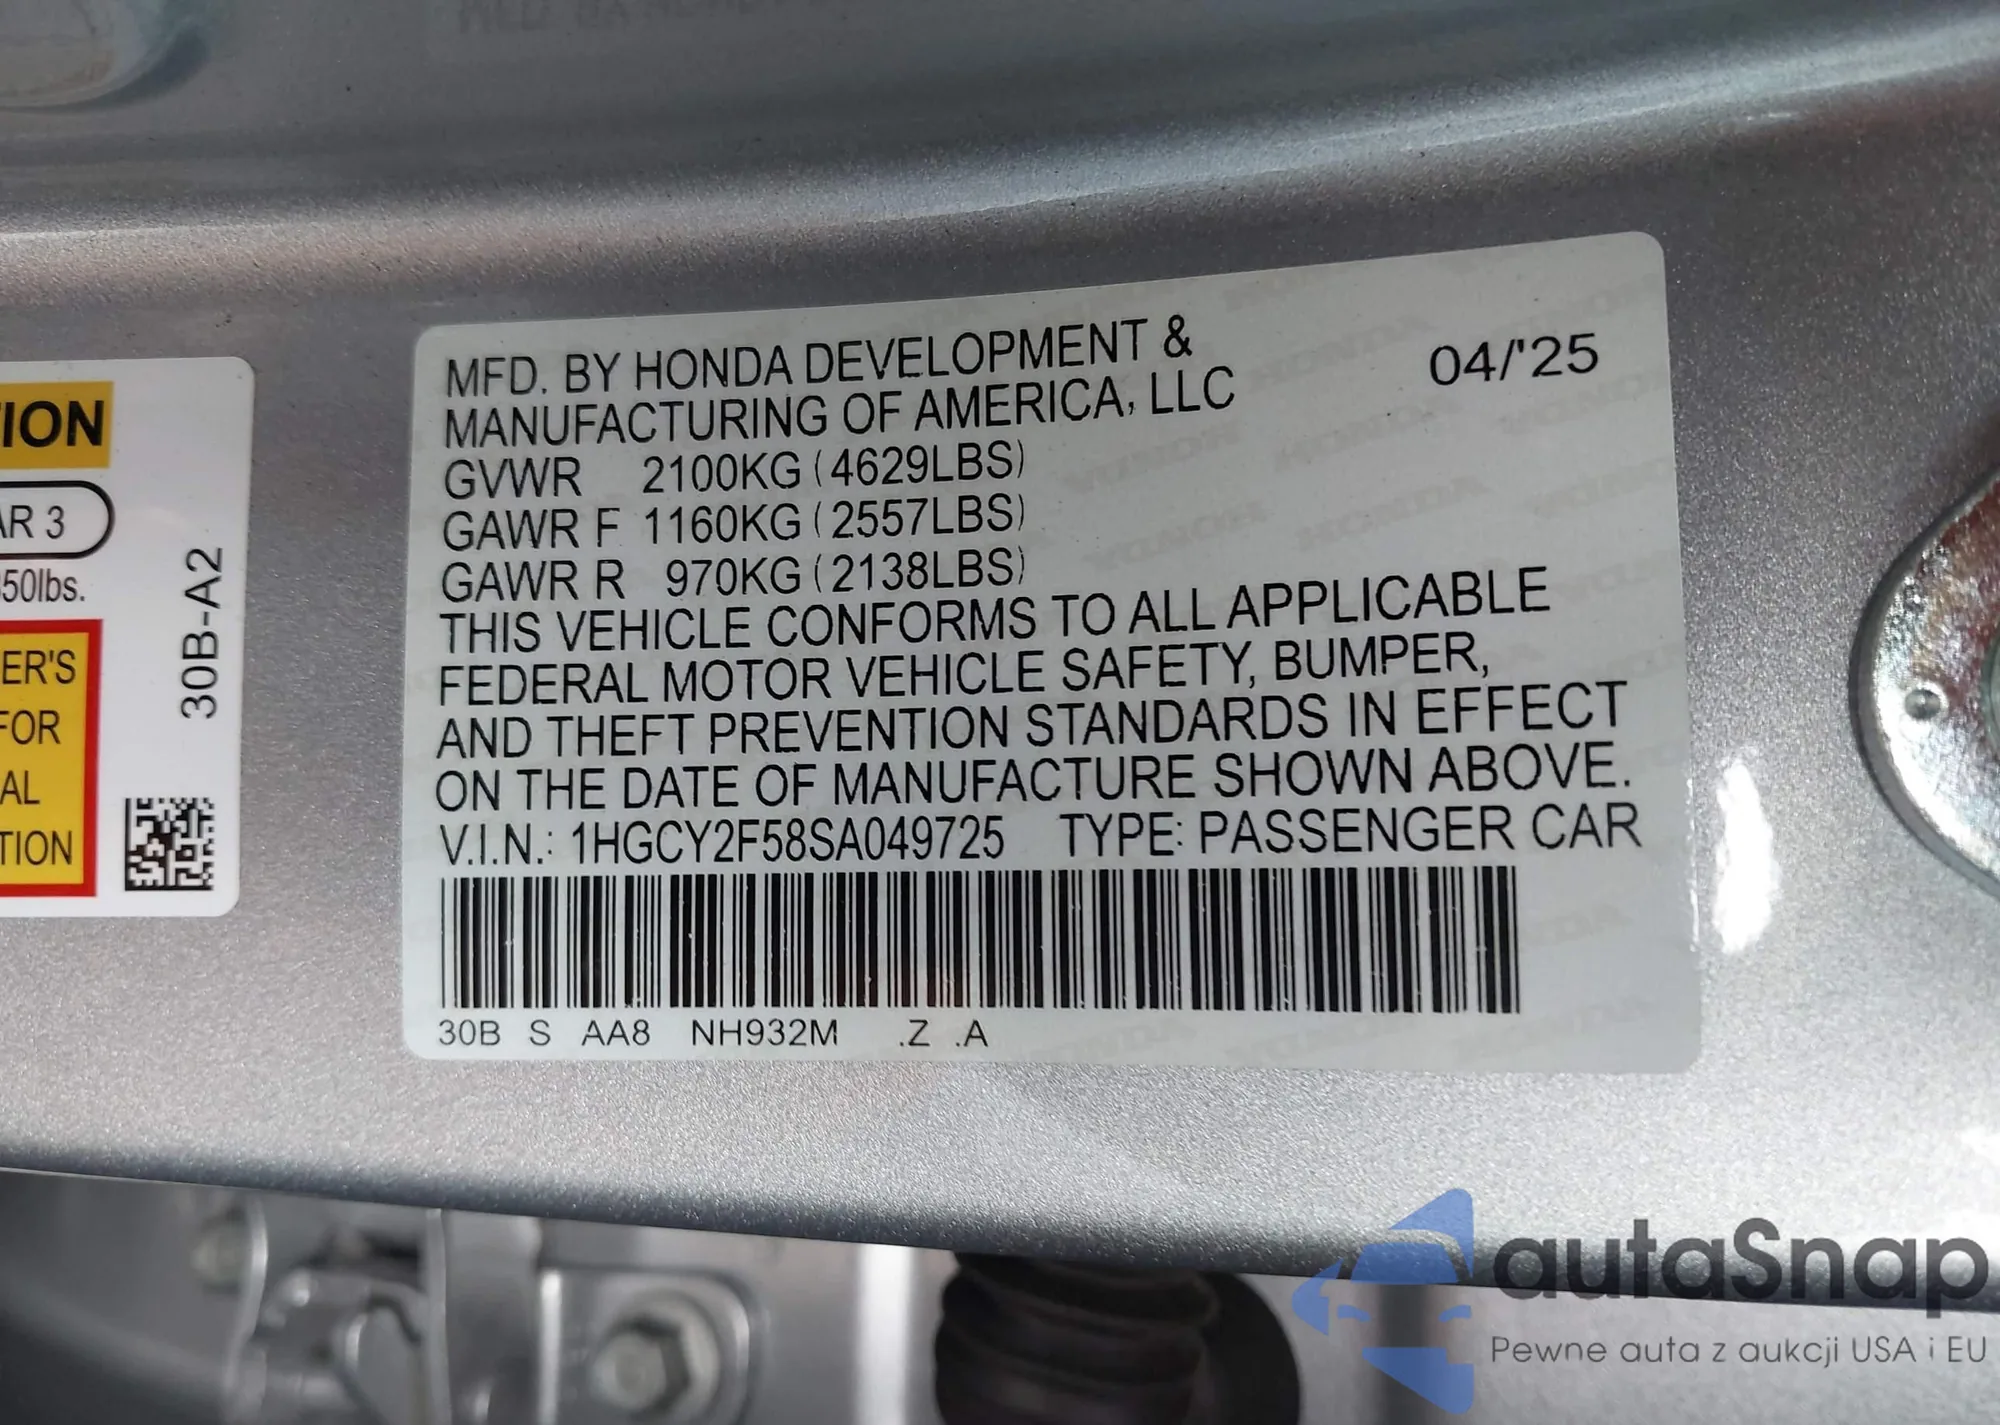 MFD. BY HONDA DEVELOPMENT &
MANUFACTURING OF AMERICA, LLC
04/'25
GVWR 2100KG (4629LBS)
GAWR F 1160KG (2557LBS)
GAWR R 970KG (2138LBS)
THIS VEHICLE CONFORMS TO ALL APPLICABLE
FEDERAL MOTOR VEHICLE SAFETY, BUMPER,
AND THEFT PREVENTION STANDARDS IN EFFECT
ON THE DATE OF MANUFACTURE SHOWN ABOVE.
V.I.N.: 1HGCY2F58SA049725 TYPE: PASSENGER CAR
30B S AA8 NH932M .Z .A
TION
AR 3
50lbs.
ER'S
FOR
AL
TION
30B-A2
autaSnap
Pewne auta z aukcji USA i EU